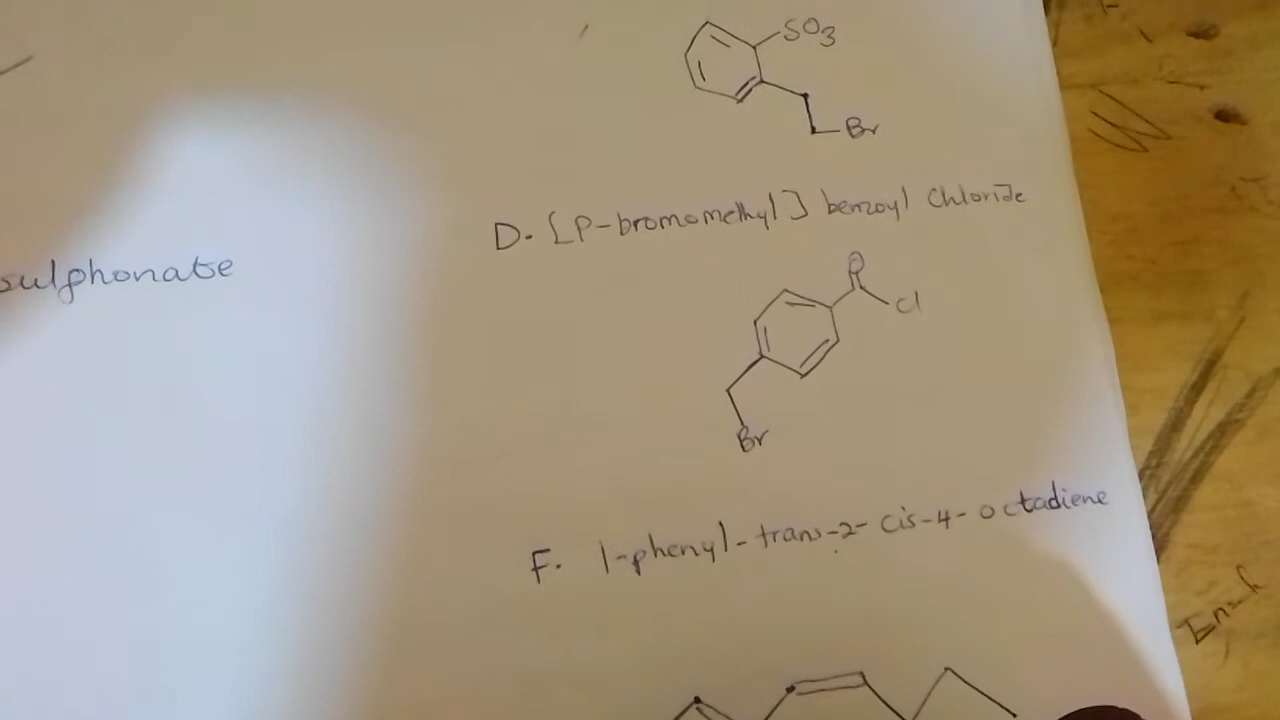 SO3
Br
D. [P-bromomethyl] benzoyl chloride
sulphonate
O
Cl
Br
F. 1-phenyl-trans-2-cis-4-octadiene